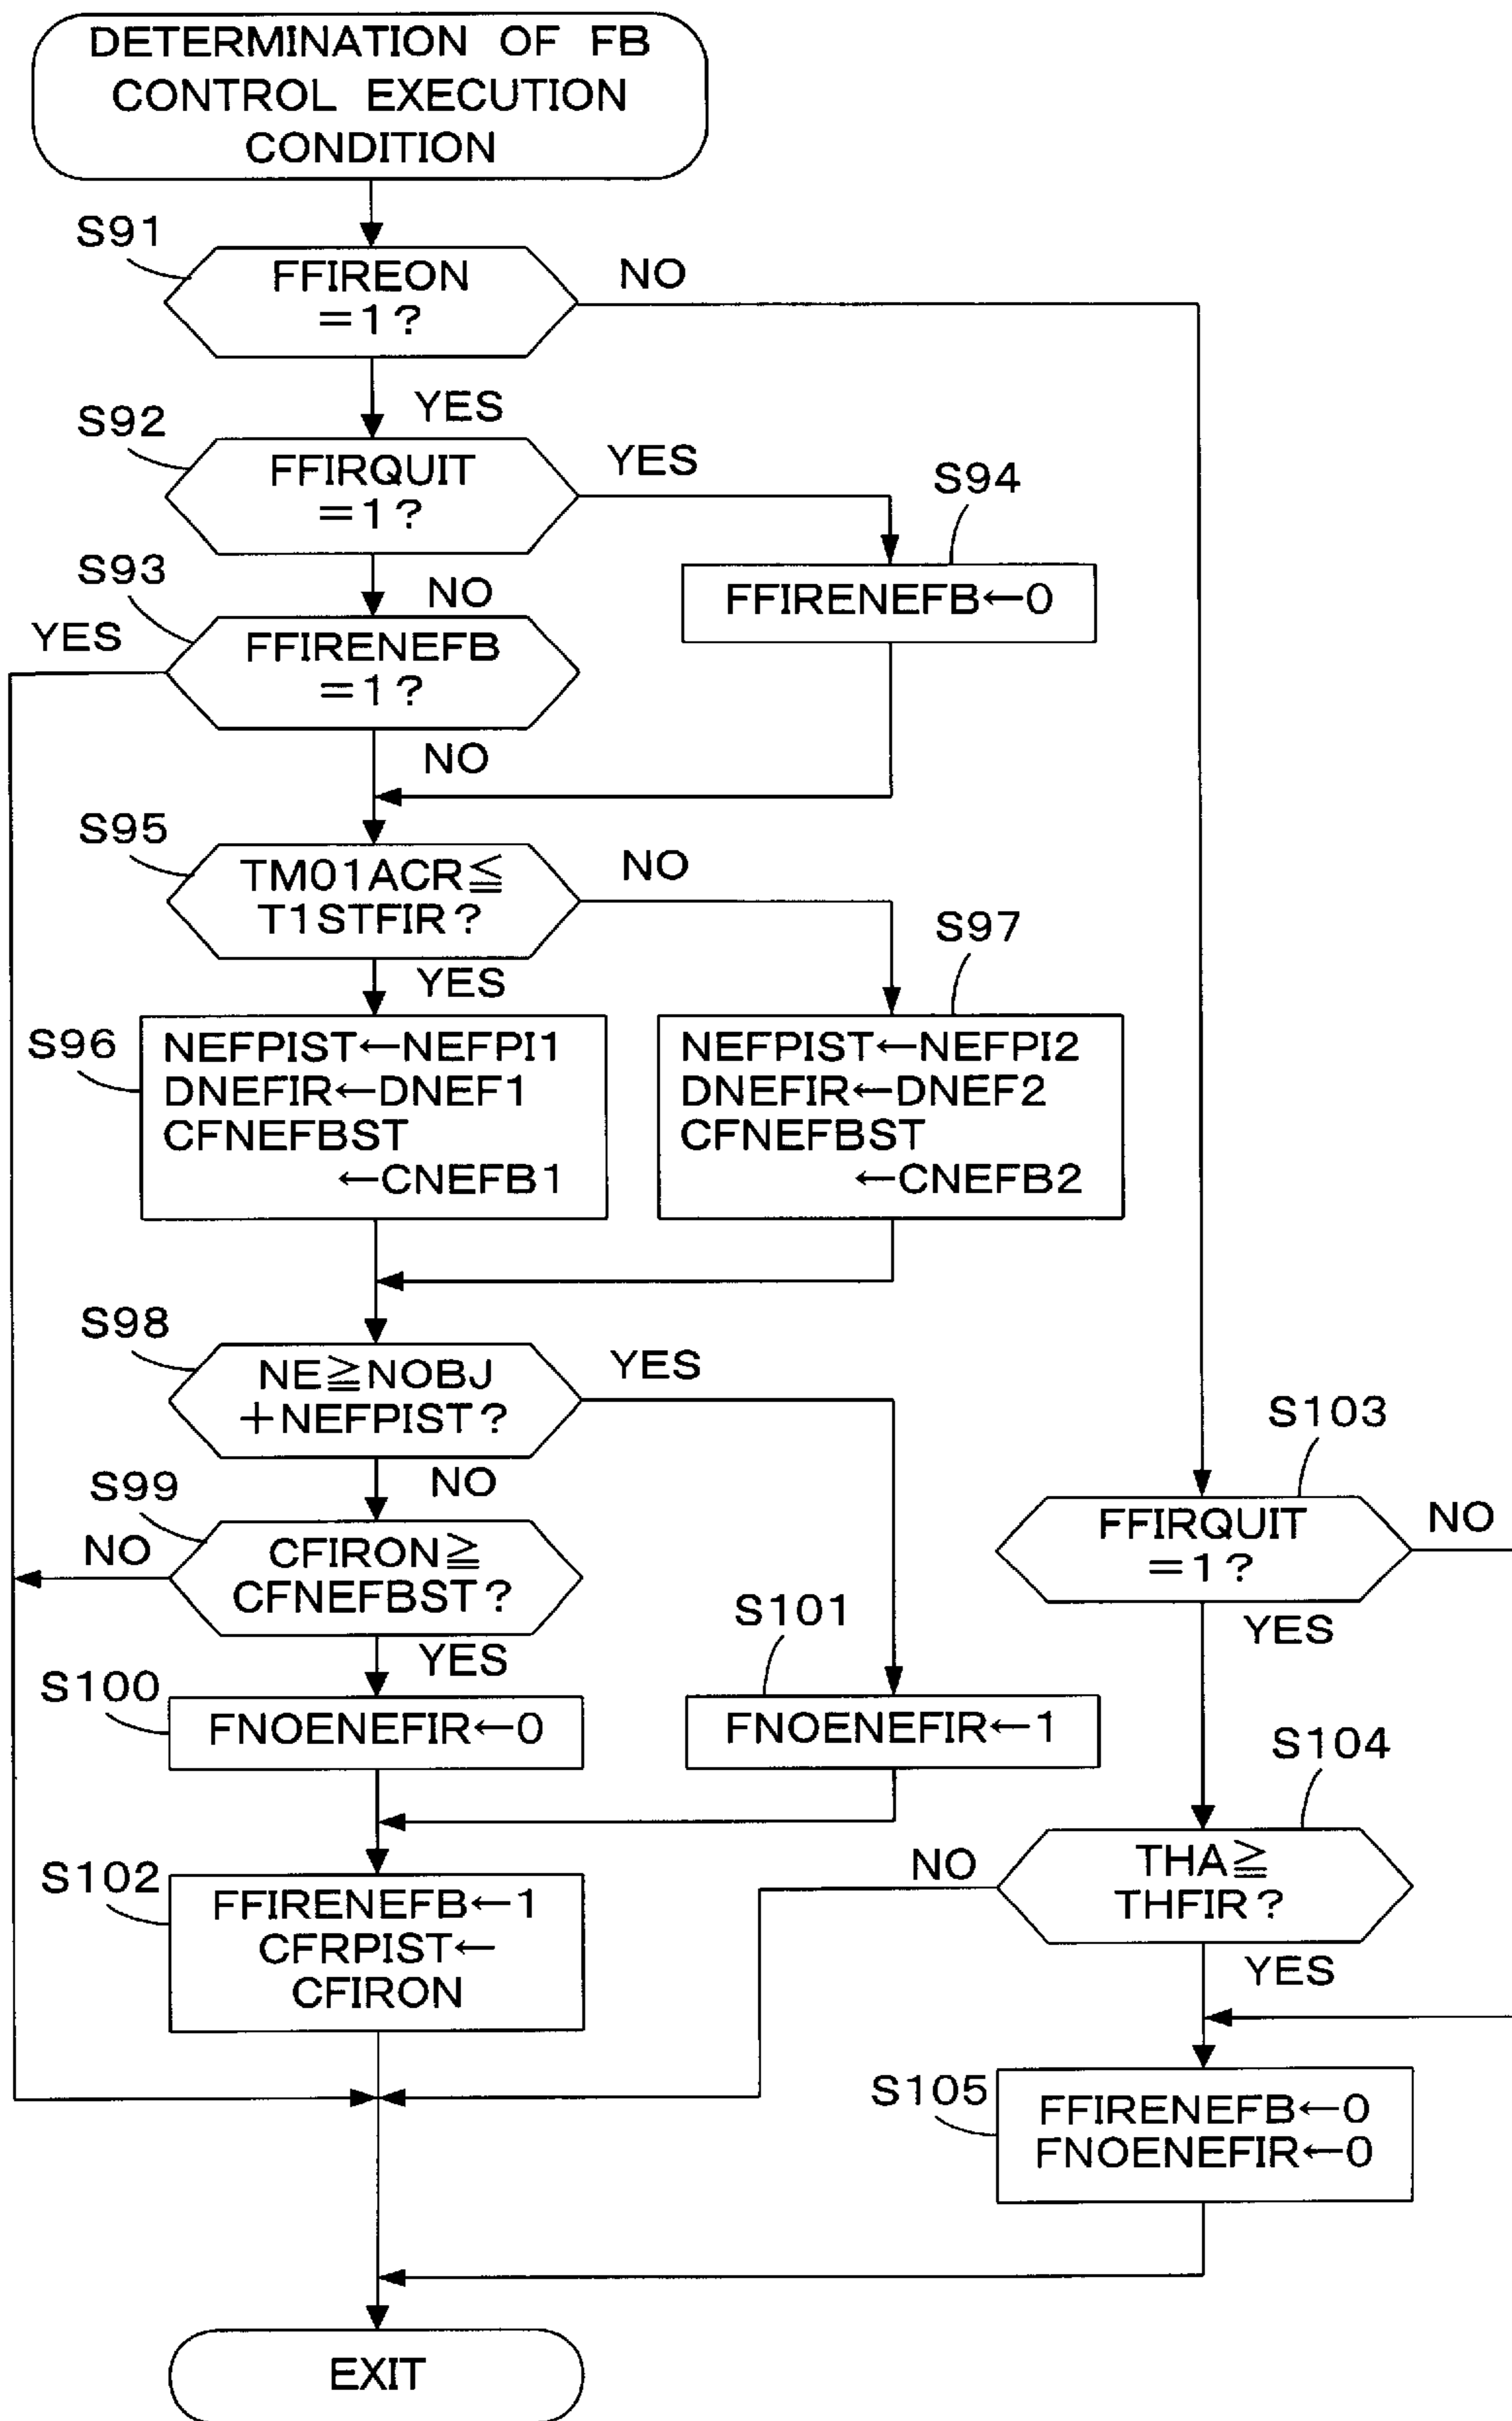 DETERMINATION OF FB
CONTROL EXECUTION
CONDITION
S91
FFIREON
=1?
NO
YES
S92
FFIRQUIT
=1?
YES
S94
FFIRENEFB←0
NO
S93
YES
FFIRENEFB
=1?
NO
S95
TM01ACR≦
T1STFIR?
NO
S97
YES
S96
NEFPIST←NEFPI1
DNEFIR←DNEF1
CFNEFBST
←CNEFB1
NEFPIST←NEFPI2
DNEFIR←DNEF2
CFNEFBST
←CNEFB2
S98
NE≧NOBJ
+NEFPIST?
YES
NO
S99
NO
CFIRON≧
CFNEFBST?
YES
S103
FFIRQUIT
=1?
NO
YES
S100
FNOENEFIR←0
S101
FNOENEFIR←1
S104
THA≧
THFIR?
NO
YES
S102
FFIRENEFB←1
CFRPIST←
CFIRON
S105
FFIRENEFB←0
FNOENEFIR←0
EXIT